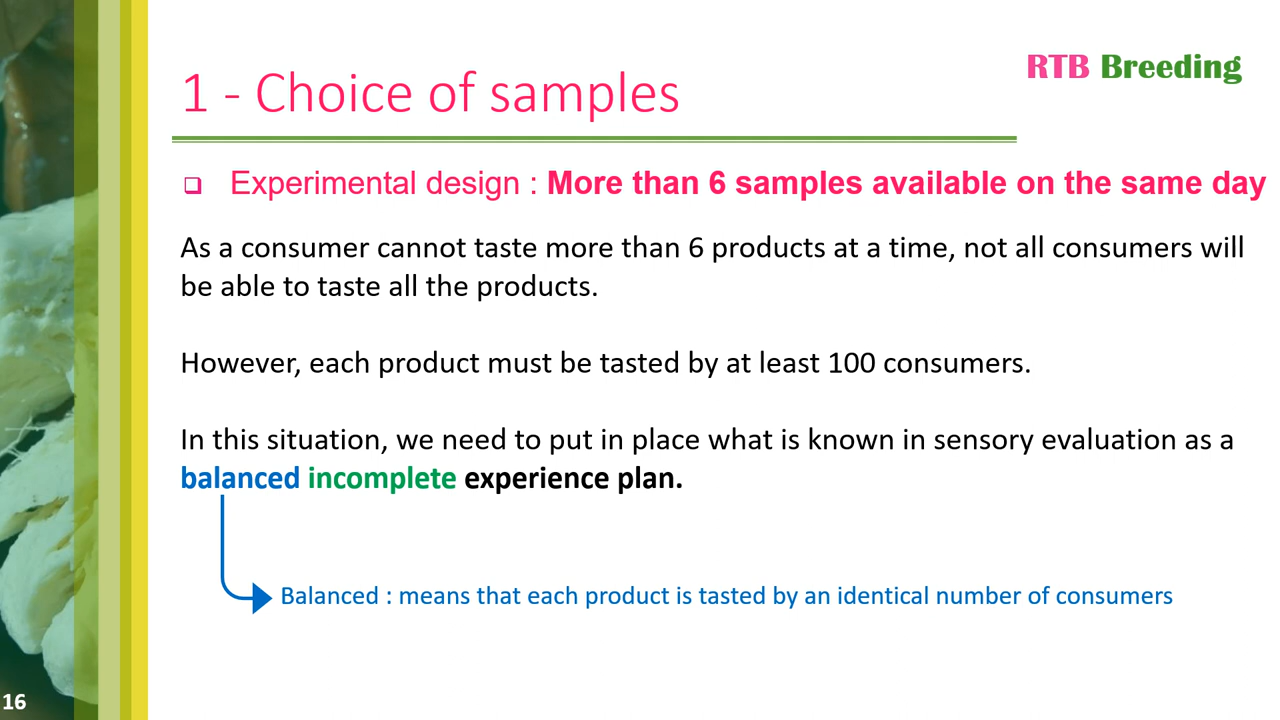 RTB Breeding
1 - Choice of samples
Experimental design : More than 6 samples available on the same day
As a consumer cannot taste more than 6 products at a time, not all consumers will
be able to taste all the products.
However, each product must be tasted by at least 100 consumers.
In this situation, we need to put in place what is known in sensory evaluation as a
balanced incomplete experience plan.
Balanced : means that each product is tasted by an identical number of consumers
16